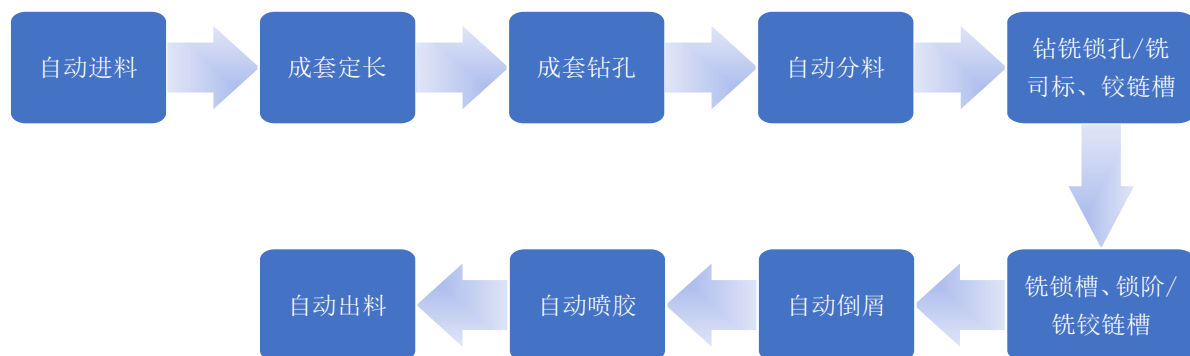 自动进料
成套定长
成套钻孔
自动分料
钻铣锁孔/铣
司标、铰链槽
铣锁槽、锁阶/
铣铰链槽
自动倒屑
自动喷胶
自动出料